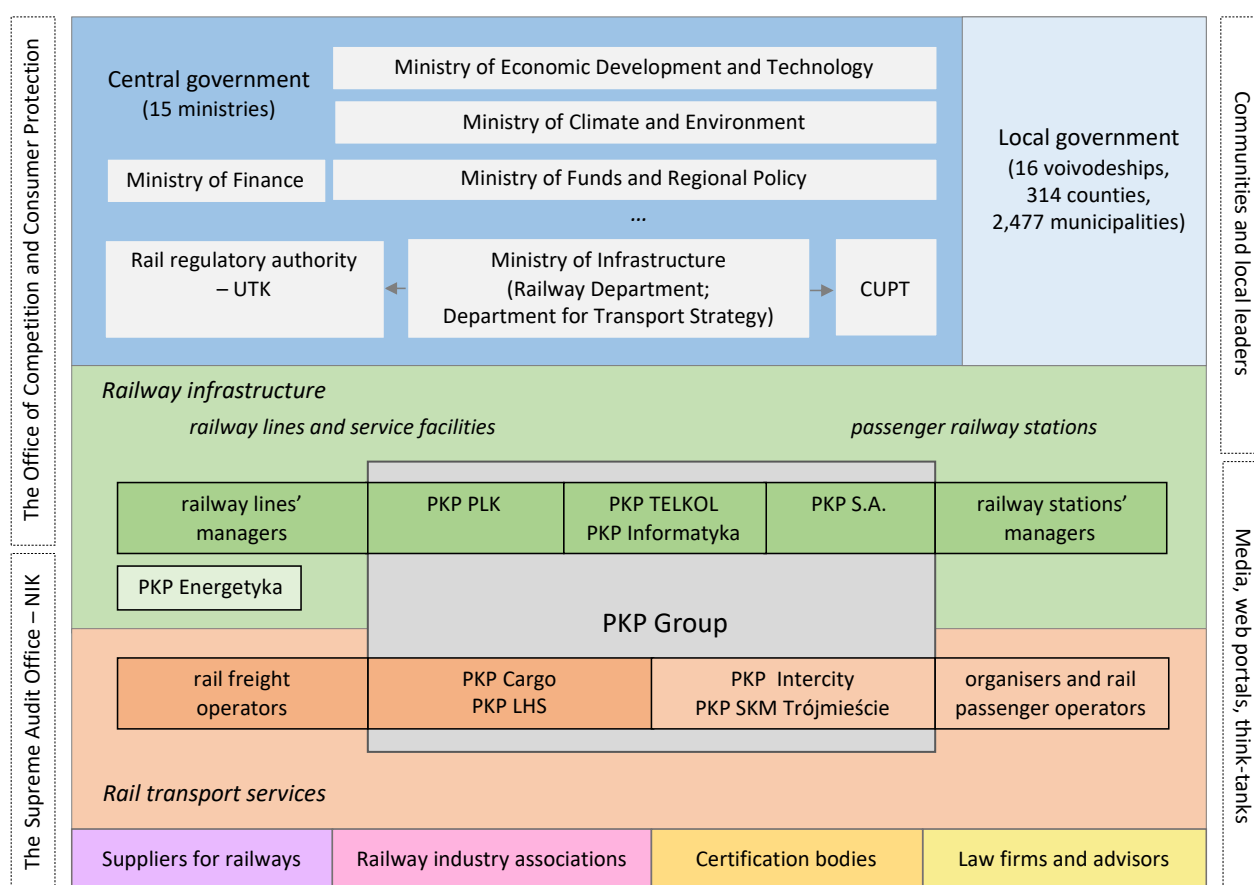 The Office of Competition and Consumer Protection
The Supreme Audit Office – NIK
Central government
(15 ministries)
Ministry of Economic Development and Technology
Ministry of Climate and Environment
Ministry of Finance
Ministry of Funds and Regional Policy
...
Rail regulatory authority
– UTK
Ministry of Infrastructure
(Railway Department;
Department for Transport Strategy)
CUPT
Local government
(16 voivodeships,
314 counties,
2,477 municipalities)
Communities and local leaders
Media, web portals, think-tanks
Railway infrastructure
railway lines and service facilities
passenger railway stations
railway lines’
managers
PKP PLK
PKP TELKOL
PKP Informatyka
PKP S.A.
railway stations’
managers
PKP Energetyka
PKP Group
rail freight
operators
PKP Cargo
PKP LHS
PKP Intercity
PKP SKM Trójmieście
organisers and rail
passenger operators
Rail transport services
Suppliers for railways
Railway industry associations
Certification bodies
Law firms and advisors